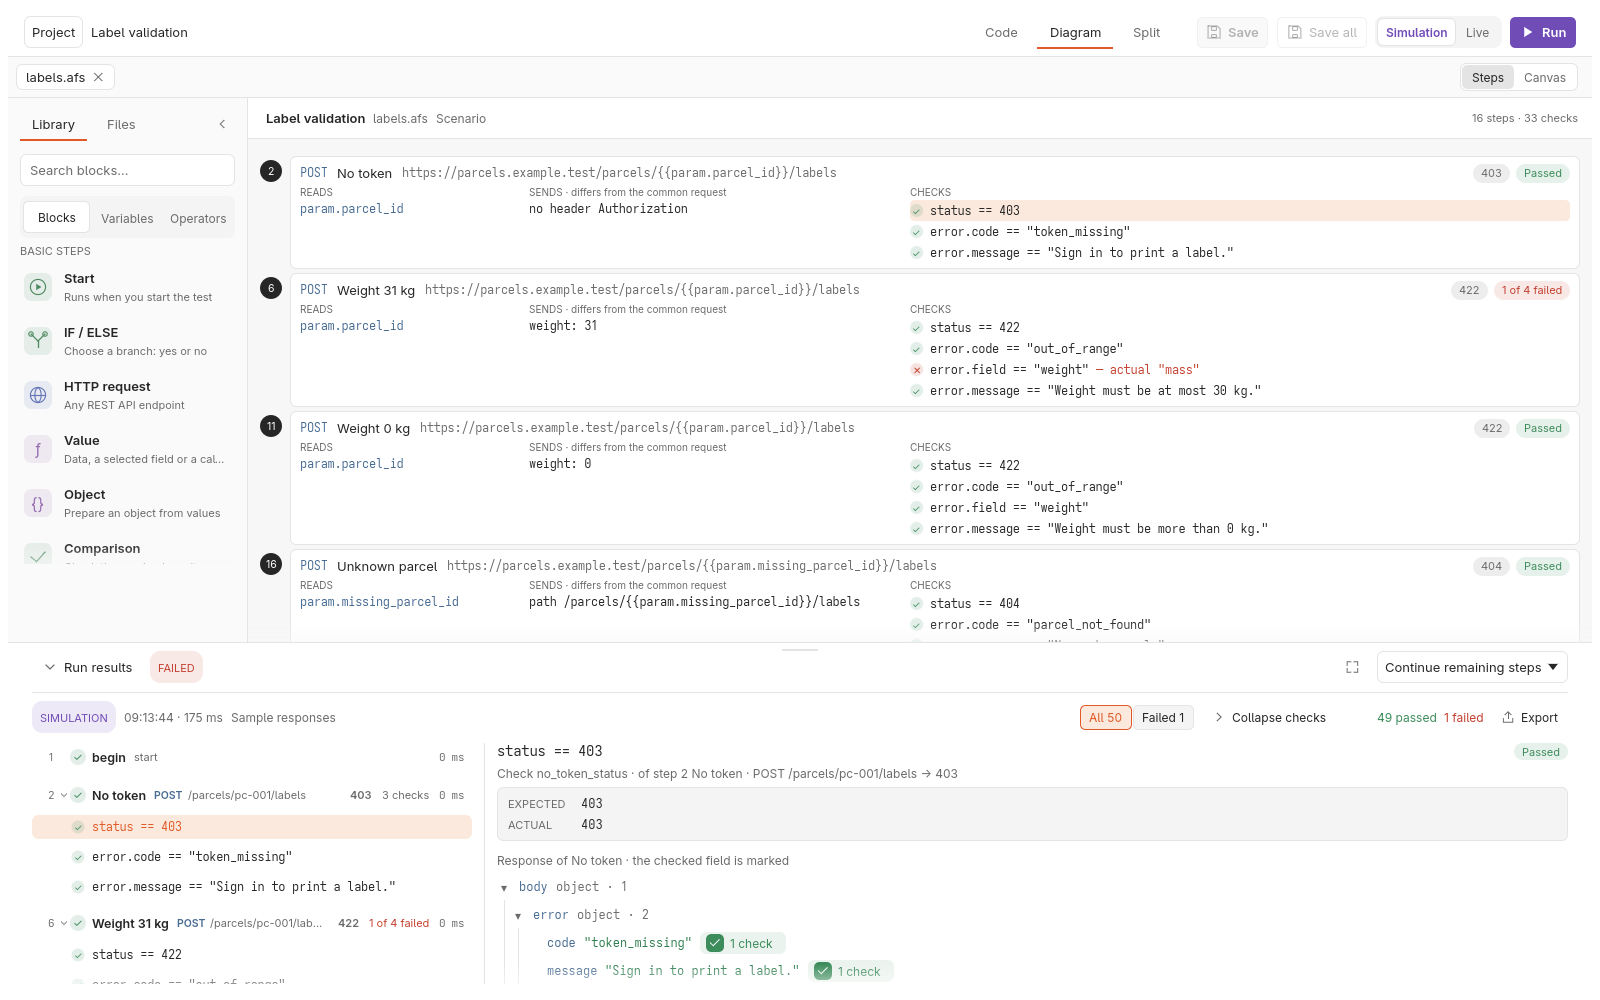 Project Label validation Code Diagram Split Save Save all Simulation Live Run
labels.afs Steps Canvas
Library Files
Label validation labels.afs Scenario 16 steps · 33 checks
Search blocks...
Blocks Variables Operators
BASIC STEPS
Start
Runs when you start the test
IF / ELSE
Choose a branch: yes or no
HTTP request
Any REST API endpoint
Value
Data, a selected field or a cal...
Object
Prepare an object from values
Comparison
2 POST No token https://parcels.example.test/parcels/{{param.parcel_id}}/labels 403 Passed
READS SENDS · differs from the common request CHECKS
param.parcel_id no header Authorization status == 403
error.code == "token_missing"
error.message == "Sign in to print a label."
6 POST Weight 31 kg https://parcels.example.test/parcels/{{param.parcel_id}}/labels 422 1 of 4 failed
READS SENDS · differs from the common request CHECKS
param.parcel_id weight: 31 status == 422
error.code == "out_of_range"
error.field == "weight" — actual "mass"
error.message == "Weight must be at most 30 kg."
11 POST Weight 0 kg https://parcels.example.test/parcels/{{param.parcel_id}}/labels 422 Passed
READS SENDS · differs from the common request CHECKS
param.parcel_id weight: 0 status == 422
error.code == "out_of_range"
error.field == "weight"
error.message == "Weight must be more than 0 kg."
16 POST Unknown parcel https://parcels.example.test/parcels/{{param.missing_parcel_id}}/labels 404 Passed
READS SENDS · differs from the common request CHECKS
param.missing_parcel_id path /parcels/{{param.missing_parcel_id}}/labels status == 404
error.code == "parcel_not_found"
Run results FAILED Continue remaining steps
SIMULATION 09:13:44 · 175 ms Sample responses All 50 Failed 1 Collapse checks 49 passed 1 failed Export
1 begin start 0 ms
2 No token POST /parcels/pc-001/labels 403 3 checks 0 ms
status == 403
error.code == "token_missing"
error.message == "Sign in to print a label."
6 Weight 31 kg POST /parcels/pc-001/lab... 422 1 of 4 failed 0 ms
status == 422
error.code == "out_of_range"
status == 403 Passed
Check no_token_status · of step 2 No token · POST /parcels/pc-001/labels → 403
EXPECTED 403
ACTUAL 403
Response of No token · the checked field is marked
body object · 1
error object · 2
code "token_missing" 1 check
message "Sign in to print a label." 1 check